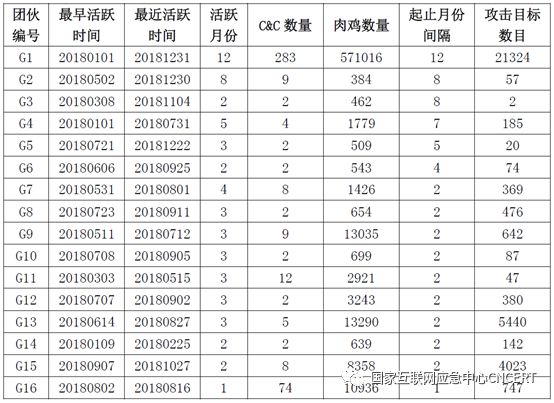 团伙编号 最早活跃时间 最近活跃时间 活跃月份 C&C 数量 肉鸡数量 起止月份间隔 攻击目标数目
G1 20180101 20181231 12 283 571016 12 21324
G2 20180502 20181230 8 9 384 8 57
G3 20180308 20181104 2 2 462 8 2
G4 20180101 20180731 5 4 1779 7 185
G5 20180721 20181222 3 2 509 5 20
G6 20180606 20180925 2 2 543 4 74
G7 20180531 20180801 4 8 1426 2 369
G8 20180723 20180911 3 2 654 2 476
G9 20180511 20180712 3 9 13035 2 642
G10 20180708 20180905 3 2 699 2 87
G11 20180303 20180515 3 12 2921 2 47
G12 20180707 20180902 3 2 3243 2 380
G13 20180614 20180827 3 5 13290 2 5440
G14 20180109 20180225 2 2 639 2 142
G15 20180907 20181027 2 8 8358 2 4023
G16 20180802 20180816 1 74 10936 1 747
国家互联网应急中心CNCERT